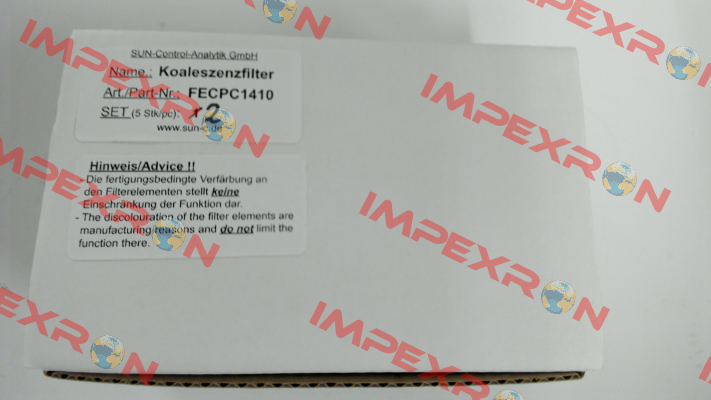 SUN-Control-Analytik GmbH
Name.: Koaleszenzfilter
Art./Part-Nr.: FECPC1410
SET (5 Stk/pc): x2
www.sun-c.de
Hinweis/Advice !!
- Die fertigungsbedingte Verfärbung an
den Filterelementen stellt keine
Einschränkung der Funktion dar.
- The discolouration of the filter elements are
manufacturing reasons and do not limit the
function there.
IMPEXRON
IMPEXRON
IMPEXRON
IMPEXRON
IMPEXRON
IMPEXRON
IMPEXRON